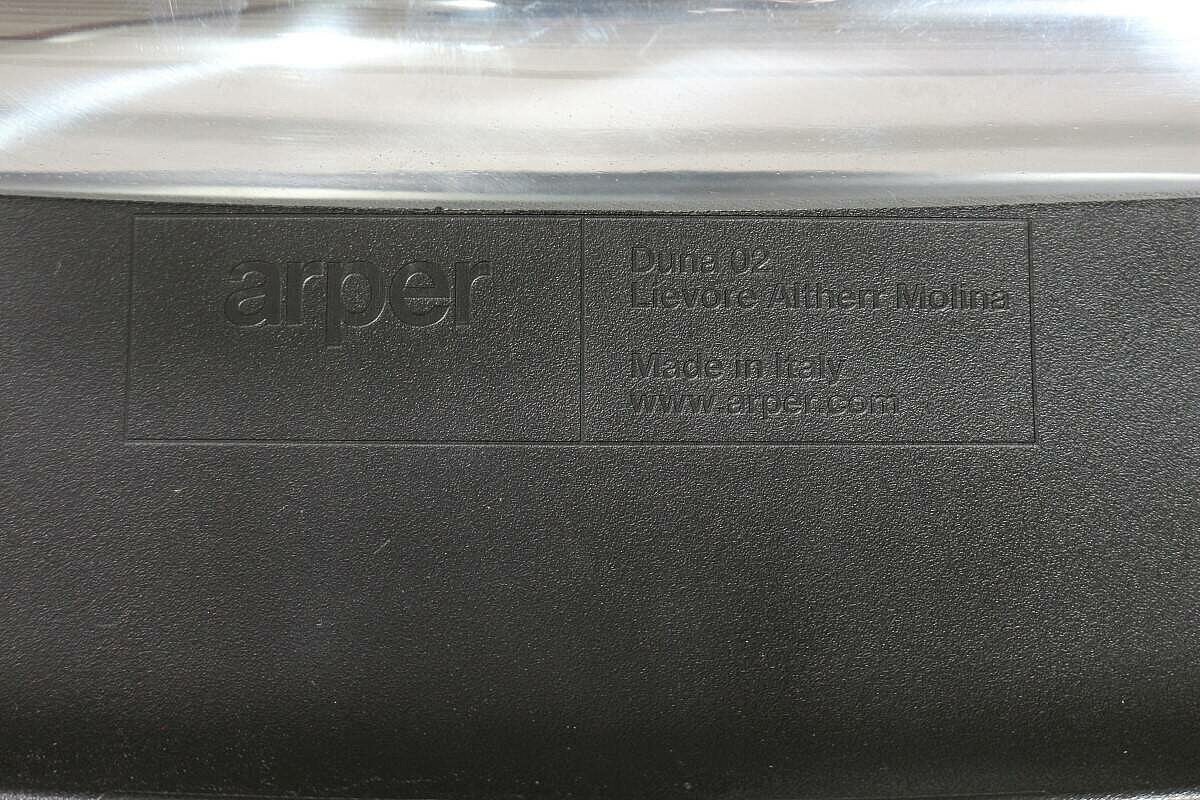 arper
Duna 02
Lievore Altherr Molina
Made in Italy
www.arper.com